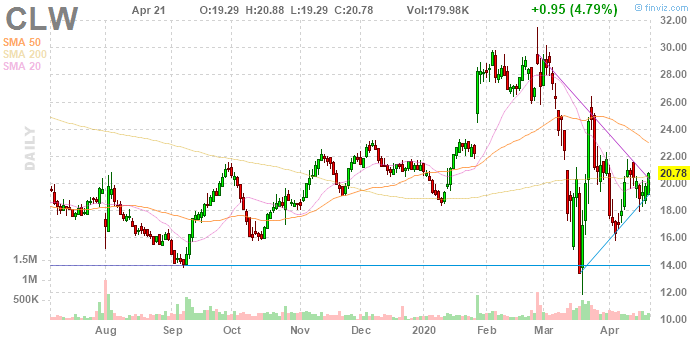 CLW Apr 21 O:19.29 H:20.88 L:19.29 C:20.78 Vol:179.98K +0.95 (4.79%) © finviz.com
SMA 50
SMA 200
SMA 20
DAILY
32.00
30.00
28.00
26.00
24.00
22.00
20.78
20.00
18.00
16.00
14.00
12.00
10.00
1.5M
1M
500K
Aug Sep Oct Nov Dec 2020 Feb Mar Apr